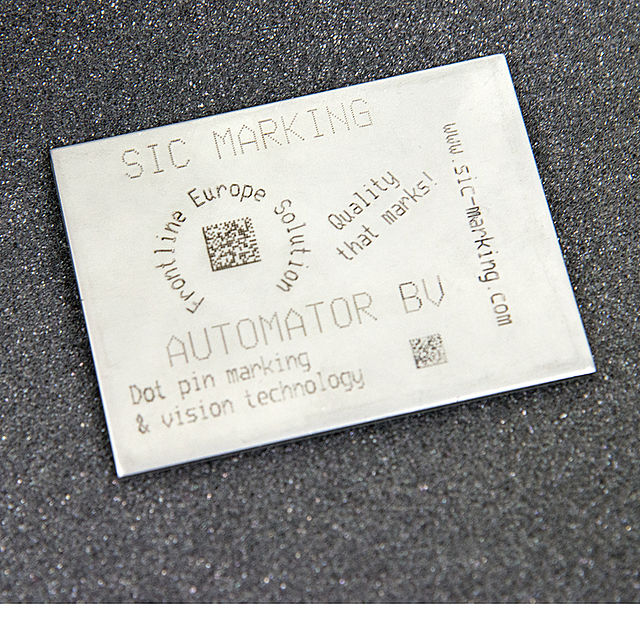 SIC MARKING
Frontline Europe Solution
Quality
that marks!
www.sic-marking.com
AUTOMATOR BV
Dot pin marking
& vision technology